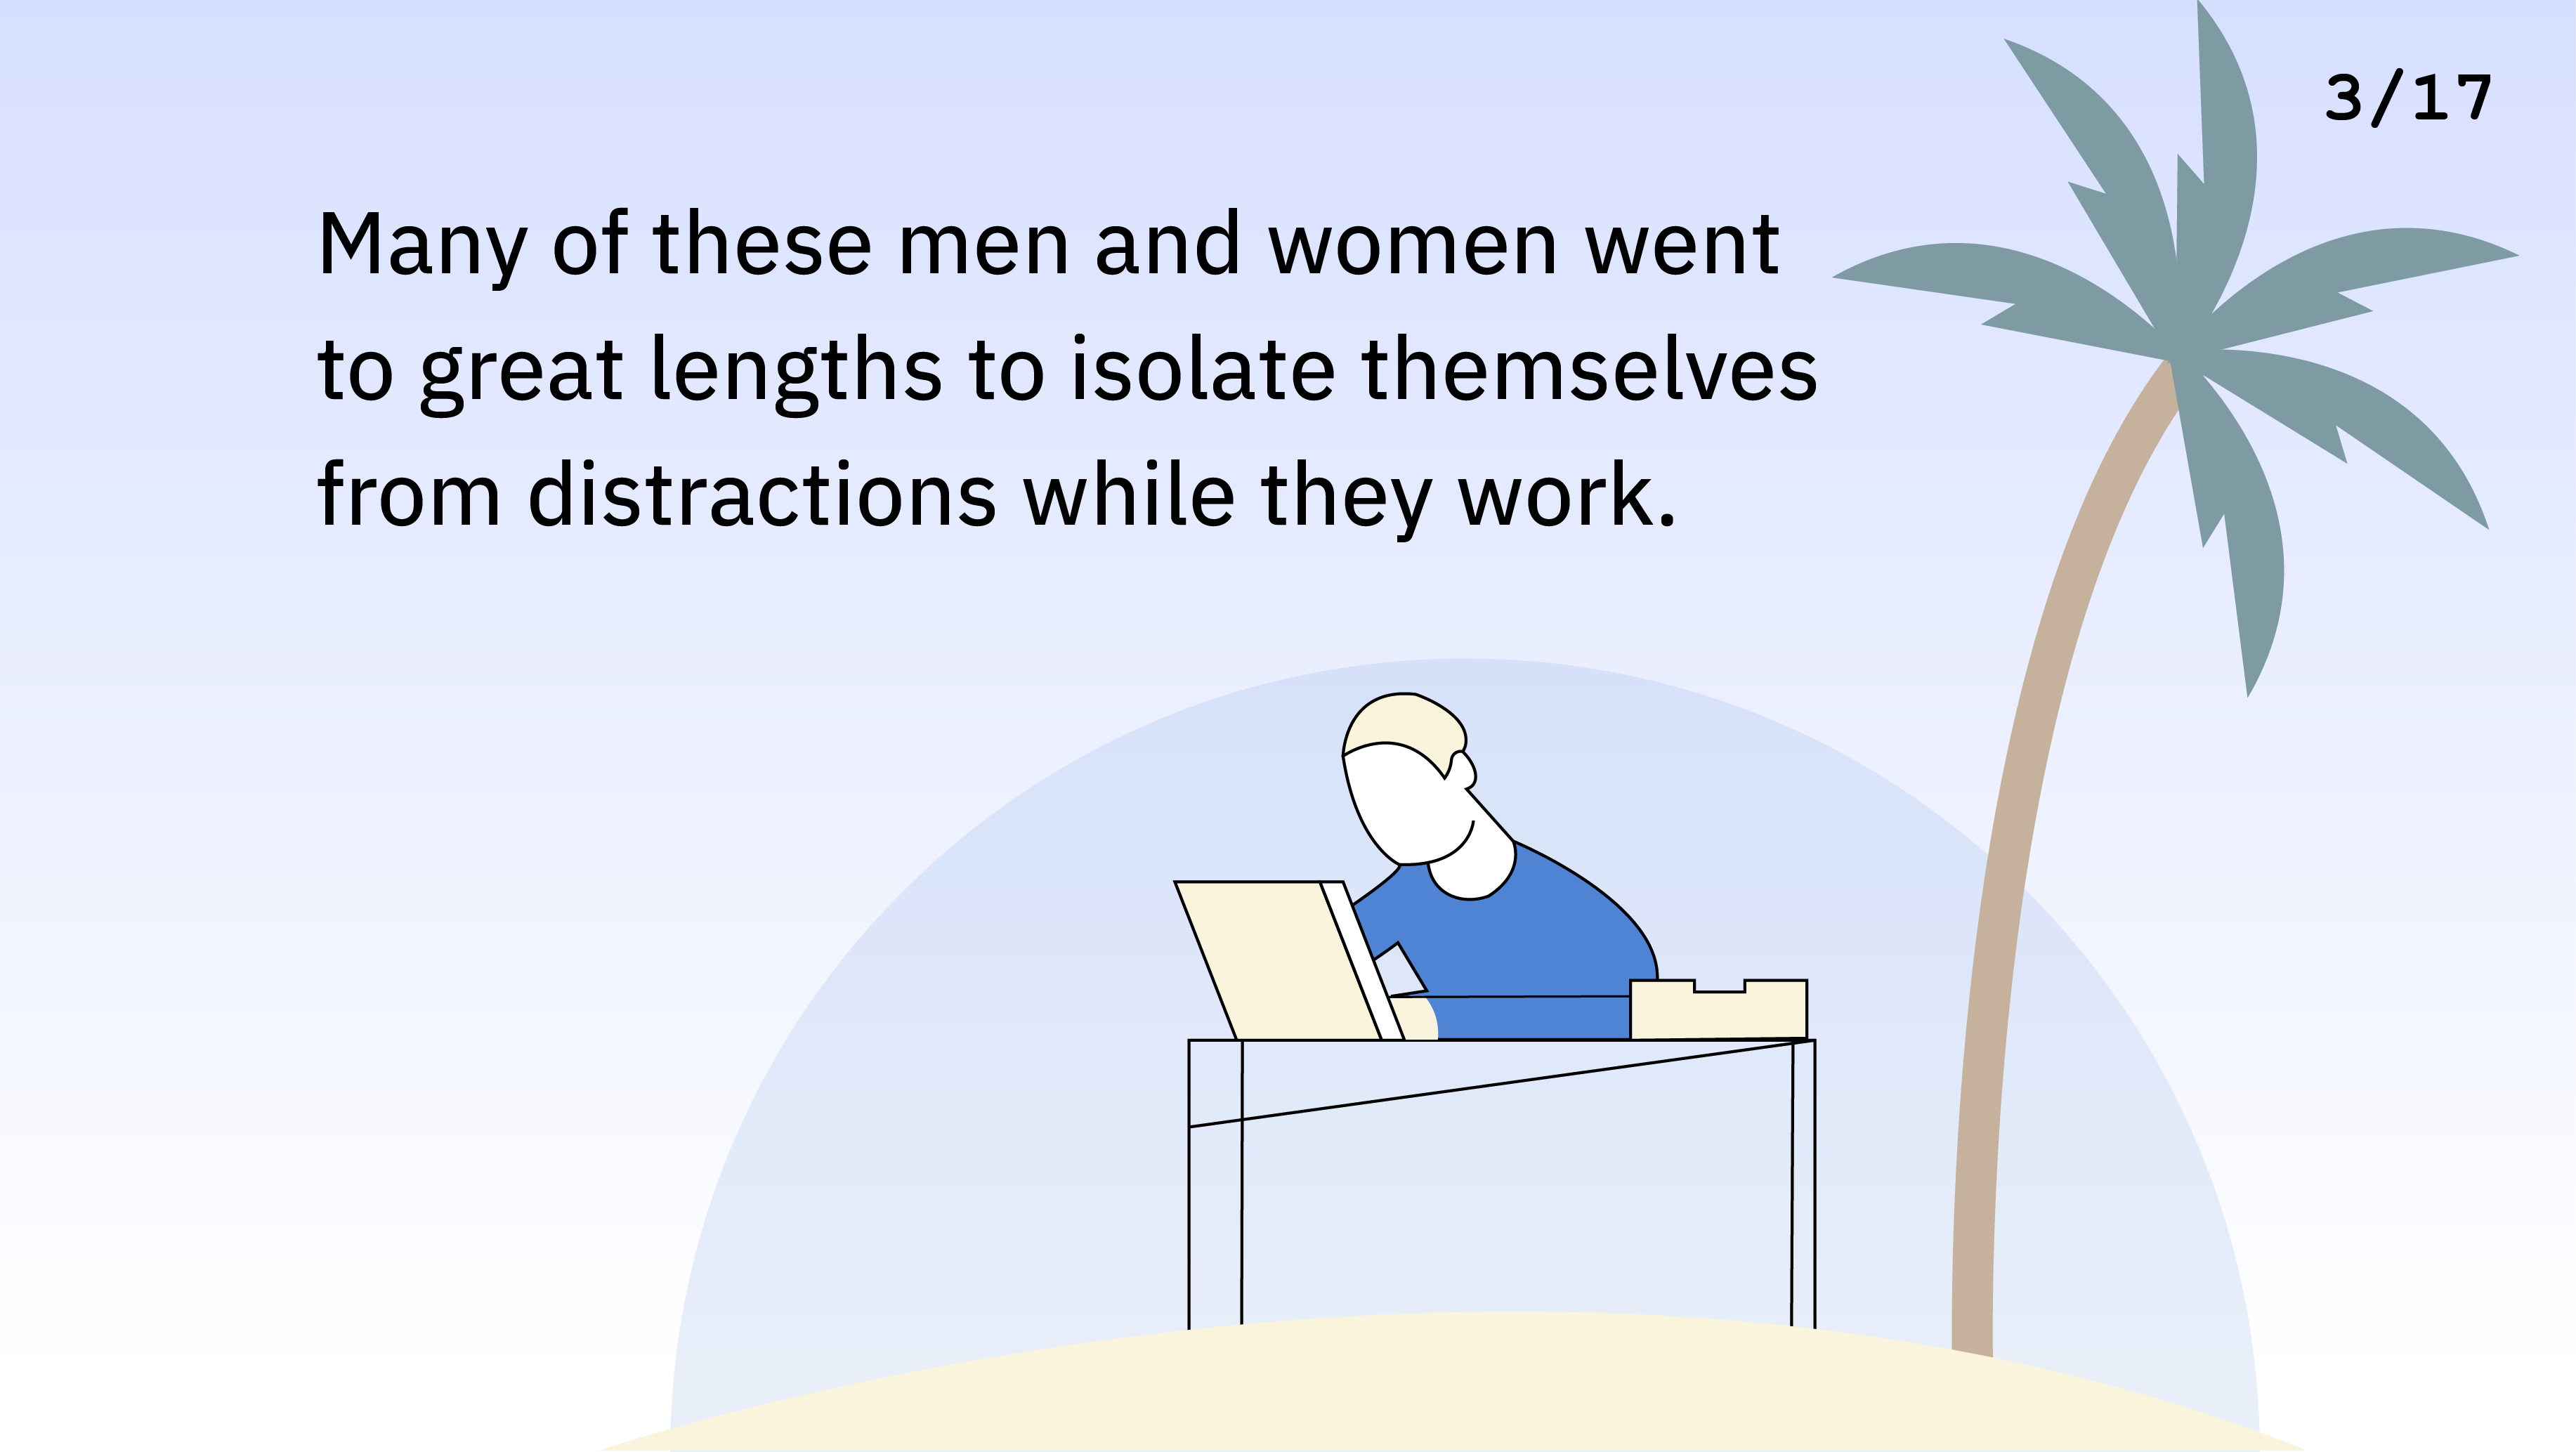 3/17
Many of these men and women went
to great lengths to isolate themselves
from distractions while they work.